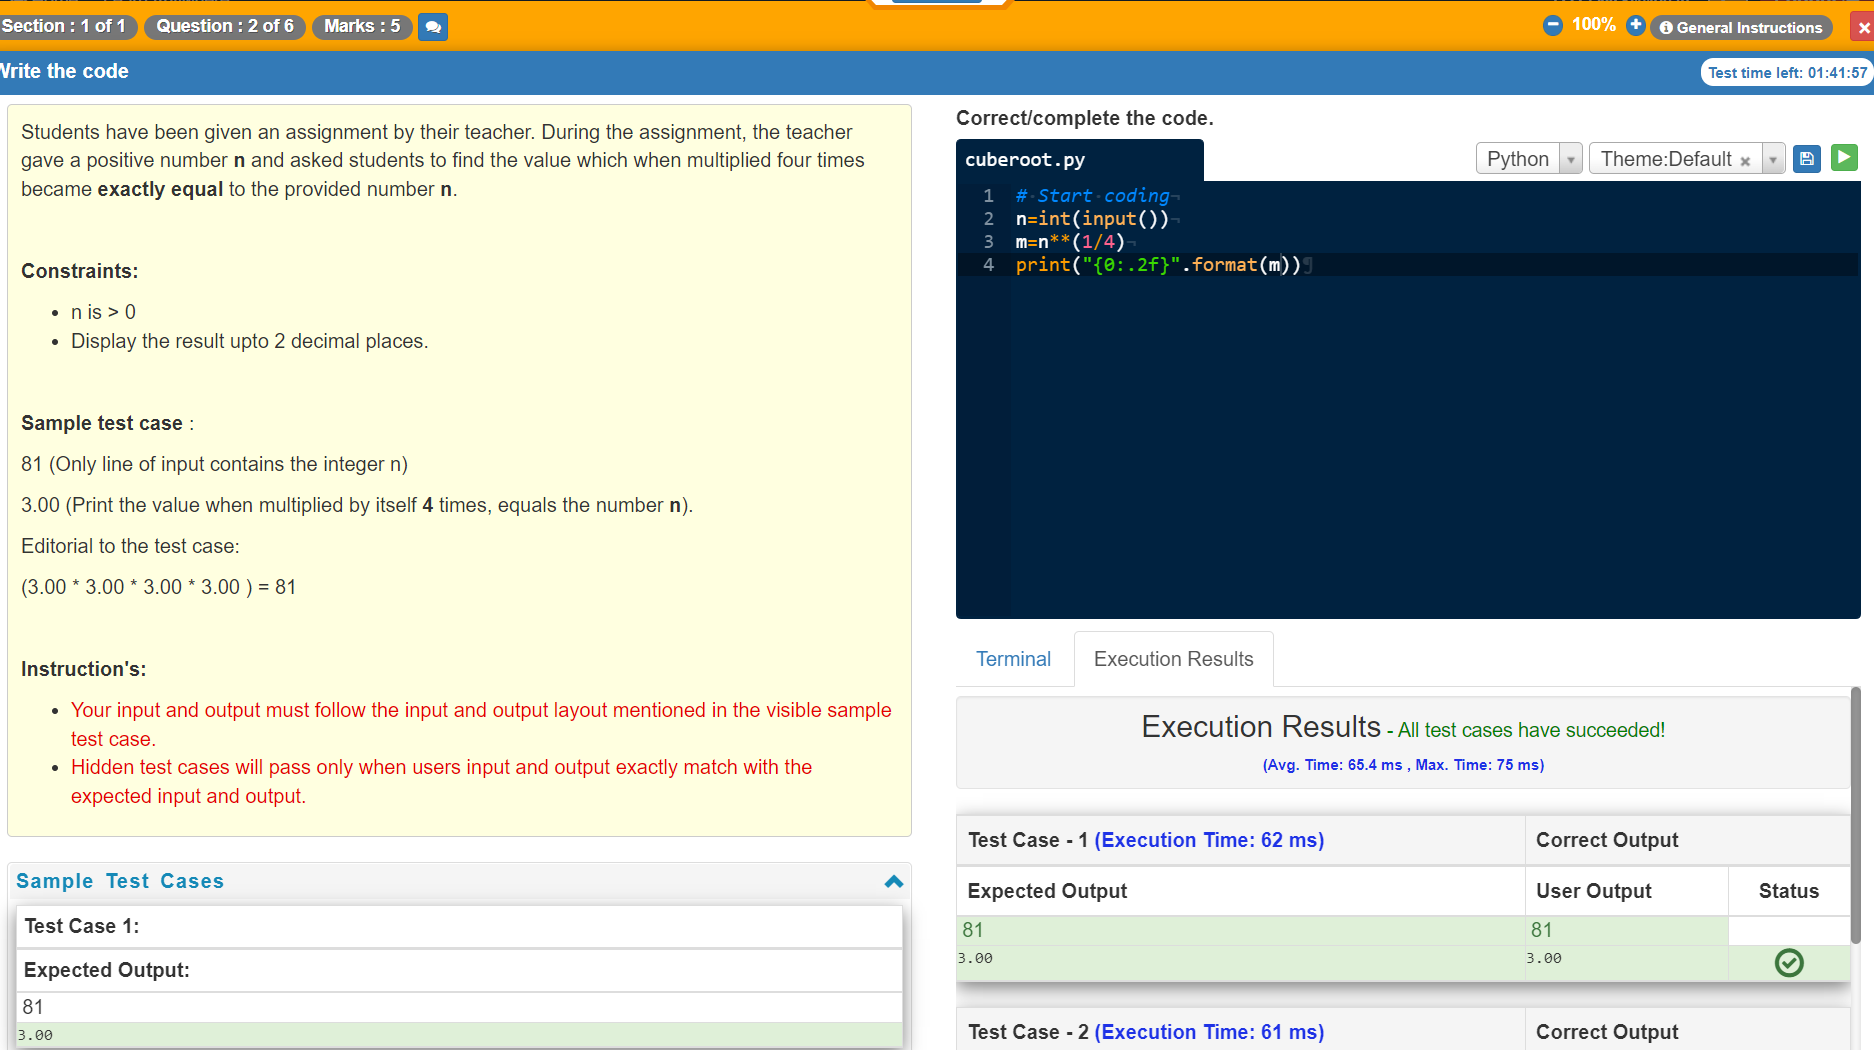 Section : 1 of 1 Question : 2 of 6 Marks : 5
100% General Instructions
Write the code
Test time left: 01:41:57
Students have been given an assignment by their teacher. During the assignment, the teacher
gave a positive number n and asked students to find the value which when multiplied four times
became exactly equal to the provided number n.
Constraints:
• n is > 0
• Display the result upto 2 decimal places.
Sample test case :
81 (Only line of input contains the integer n)
3.00 (Print the value when multiplied by itself 4 times, equals the number n).
Editorial to the test case:
(3.00 * 3.00 * 3.00 * 3.00 ) = 81
Instruction's:
• Your input and output must follow the input and output layout mentioned in the visible sample
test case.
• Hidden test cases will pass only when users input and output exactly match with the
expected input and output.
Sample Test Cases
Test Case 1:
Expected Output:
81
3.00
Correct/complete the code.
cuberoot.py
Python Theme:Default ×
1 # Start coding
2 n=int(input())
3 m=n**(1/4)
4 print("{0:.2f}".format(m))
Terminal Execution Results
Execution Results - All test cases have succeeded!
(Avg. Time: 65.4 ms , Max. Time: 75 ms)
Test Case - 1 (Execution Time: 62 ms) Correct Output
Expected Output User Output Status
81 81
3.00 3.00
Test Case - 2 (Execution Time: 61 ms) Correct Output